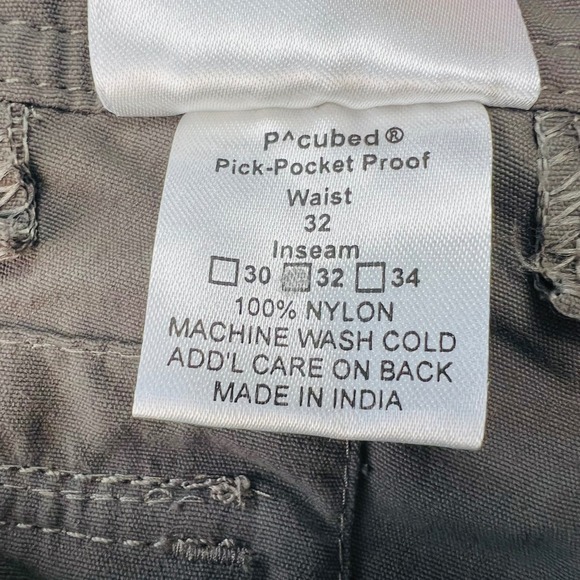 P^cubed®
Pick-Pocket Proof
Waist
32
Inseam
30 32 34
100% NYLON
MACHINE WASH COLD
ADD'L CARE ON BACK
MADE IN INDIA